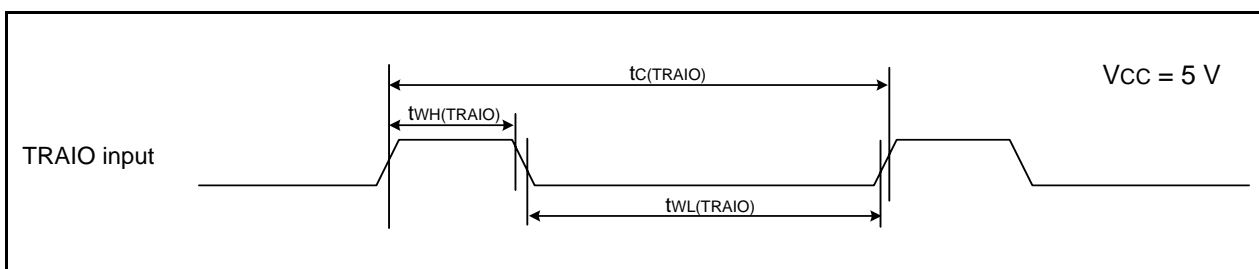 tC(TRAIO)
VCC = 5 V
tWH(TRAIO)
TRAIO input
tWL(TRAIO)